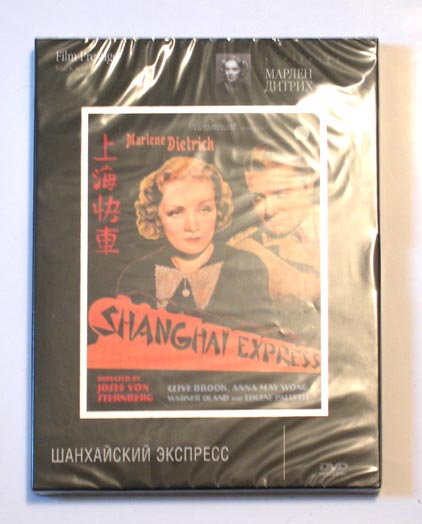 Film Prestige
МАРЛЕН
ДИТРИХ
Paramount
Marlene Dietrich
上海快車
SHANGHAI EXPRESS
DIRECTED BY
JOSEF VON
STERNBERG
CLIVE BROOK, ANNA MAY WONG
WARNER OLAND AND EUGENE PALLETTE
ШАНХАЙСКИЙ ЭКСПРЕСС
DVD